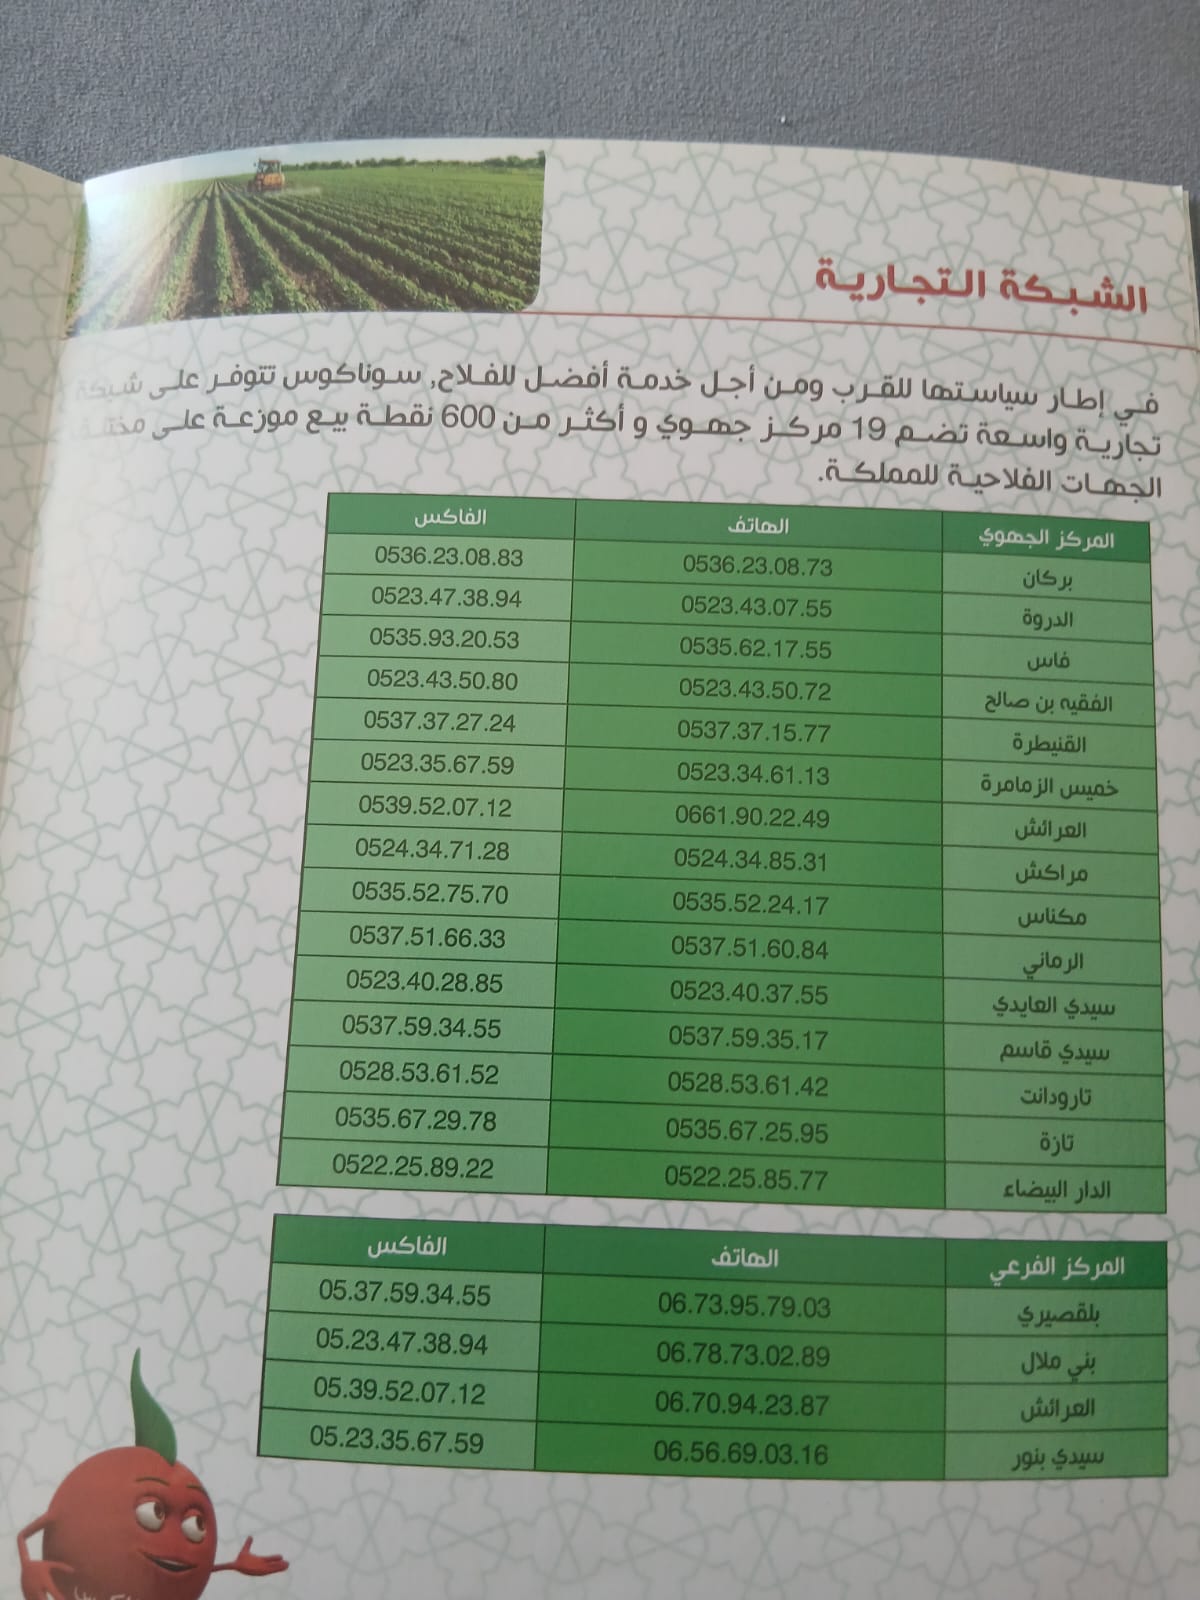 الشبكة التجارية
في إطار سياستها للقرب ومن أجل خدمة أفضل للفلاح, سوناكوس تتوفر على شبكة
تجارية واسعة تضم 19 مركز جهوي و أكثر من 600 نقطة بيع موزعة على
الجهات الفلاحية للمملكة.
المركز الجهوي الهاتف الفاكس
بركان 0536.23.08.73 0536.23.08.83
الدروة 0523.43.07.55 0523.47.38.94
فاس 0535.62.17.55 0535.93.20.53
الفقيه بن صالح 0523.43.50.72 0523.43.50.80
القنيطرة 0537.37.15.77 0537.37.27.24
خميس الزمامرة 0523.34.61.13 0523.35.67.59
العرائش 0661.90.22.49 0539.52.07.12
مراكش 0524.34.85.31 0524.34.71.28
مكناس 0535.52.24.17 0535.52.75.70
الرماني 0537.51.60.84 0537.51.66.33
سيدي العايدي 0523.40.37.55 0523.40.28.85
سيدي قاسم 0537.59.35.17 0537.59.34.55
تارودانت 0528.53.61.42 0528.53.61.52
تازة 0535.67.25.95 0535.67.29.78
الدار البيضاء 0522.25.85.77 0522.25.89.22
المركز الفرعي الهاتف الفاكس
بلقصيري 06.73.95.79.03 05.37.59.34.55
بني ملال 06.78.73.02.89 05.23.47.38.94
العرائش 06.70.94.23.87 05.39.52.07.12
سيدي بنور 06.56.69.03.16 05.23.35.67.59